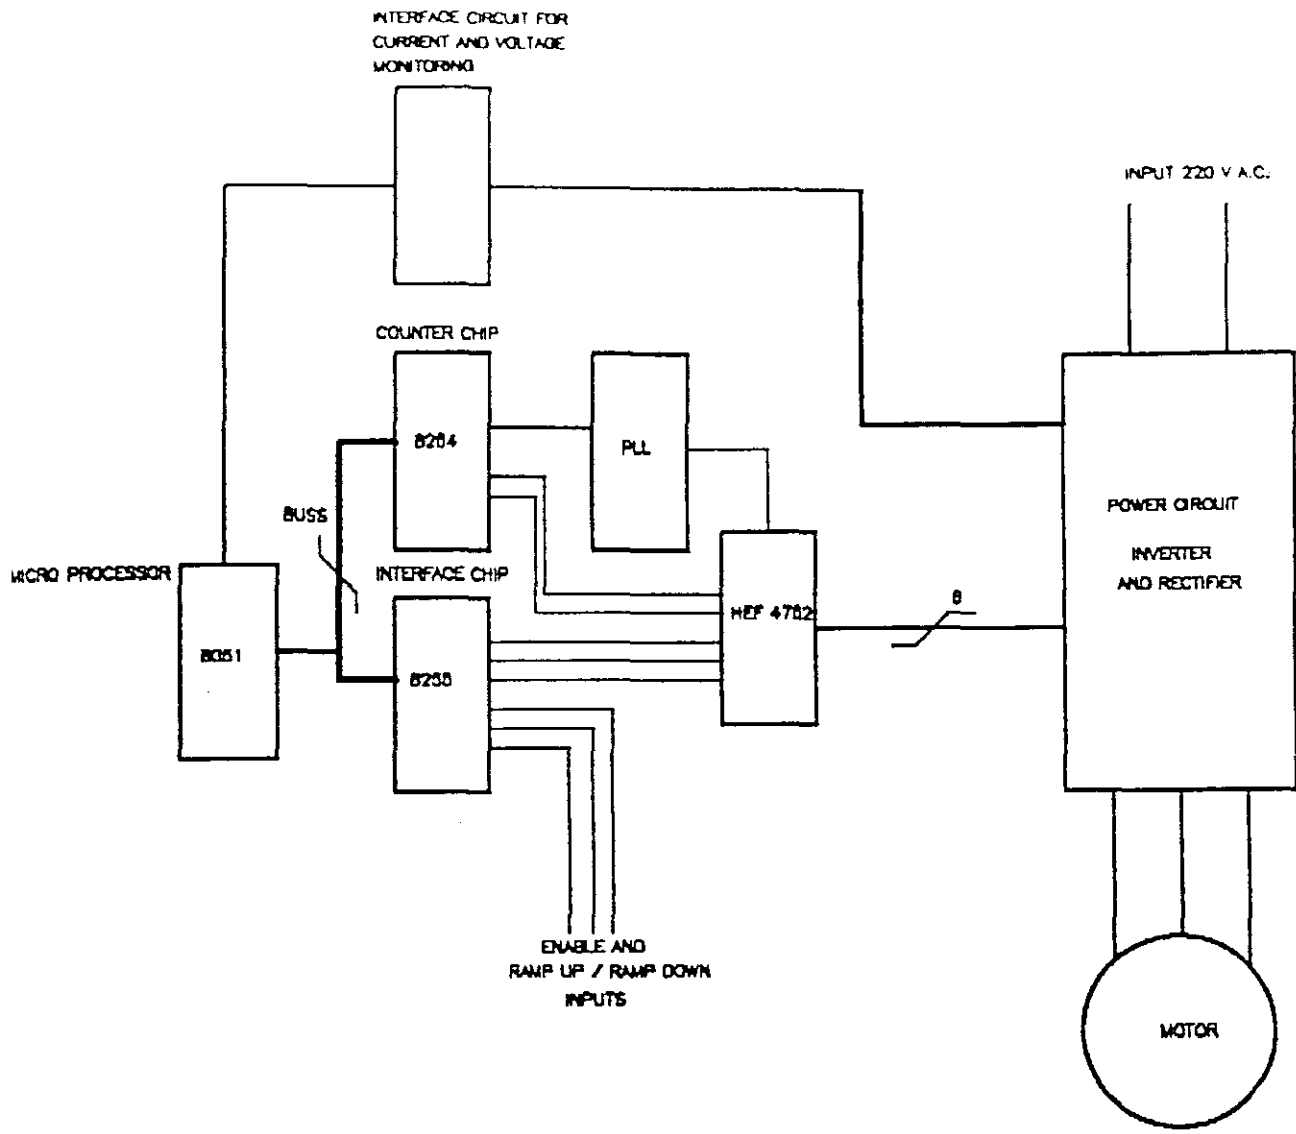 INTERFACE CIRCUIT FOR
CURRENT AND VOLTAGE
MONITORING
INPUT 220 V A.C.
COUNTER CHIP
8254
PLL
BUSS
POWER CIRCUIT
INVERTER
AND RECTIFIER
MICRO PROCESSOR
INTERFACE CHIP
HEF 4752
6
8051
8255
ENABLE AND
RAMP UP / RAMP DOWN
INPUTS
MOTOR